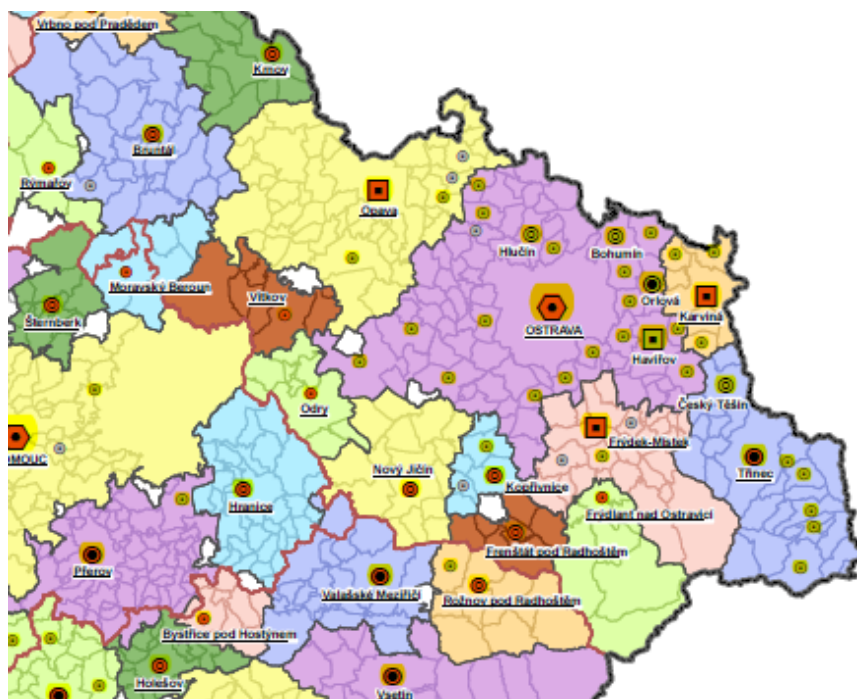 Vrbno pod Pradědem
Krnov
Bruntál
Rýmařov
Opava
Hlučín
Bohumín
Moravský Beroun
Vítkov
Orlová
Karviná
Šternberk
OSTRAVA
Havířov
Český Těšín
Odry
Frýdek-Místek
OMOUC
Nový Jičín
Třinec
Kopřivnice
Hranice
Frýdlant nad Ostravicí
Frenštát pod Radhoštěm
Přerov
Valašské Meziříčí
Rožnov pod Radhoštěm
Bystřice pod Hostýnem
Holešov
Vsetín